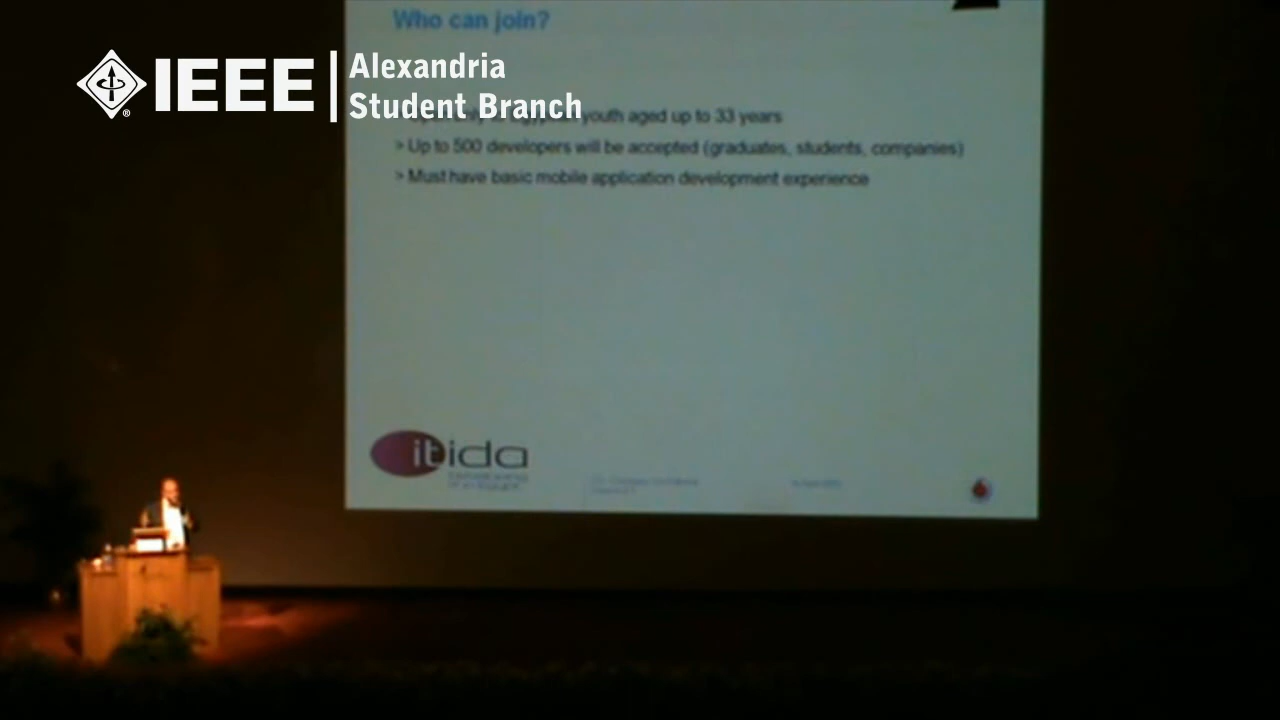 Who can join?
IEEE
Alexandria
Student Branch
®
youth aged up to 33 years
> Up to 500 developers will be accepted (graduates, students, companies)
> Must have basic mobile application development experience
itida